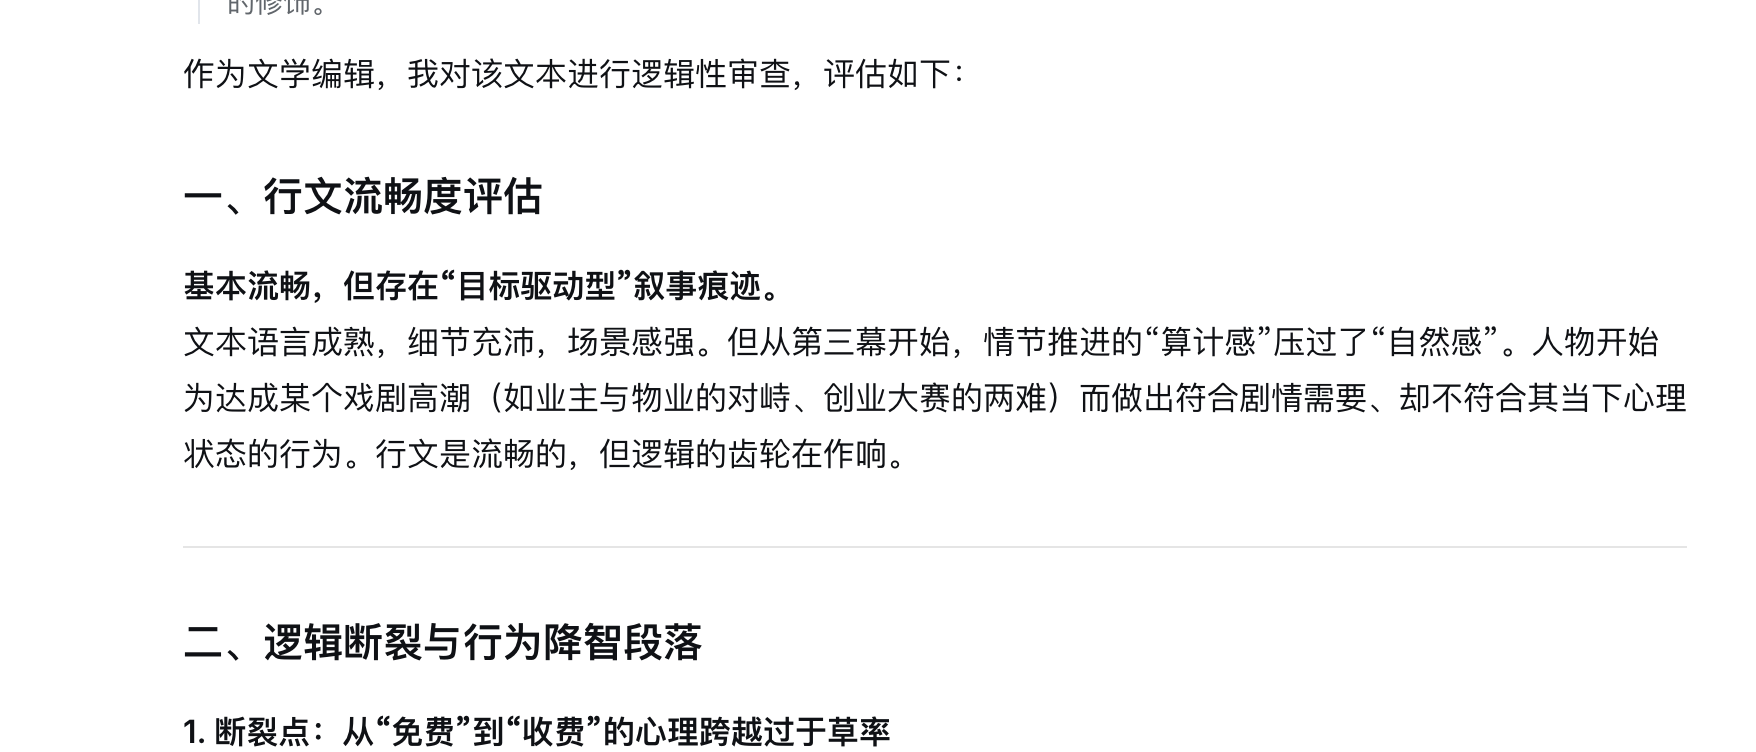 的修饰。
作为文学编辑，我对该文本进行逻辑性审查，评估如下：
一、行文流畅度评估
基本流畅，但存在“目标驱动型”叙事痕迹。
文本语言成熟，细节充沛，场景感强。但从第三幕开始，情节推进的“算计感”压过了“自然感”。人物开始
为达成某个戏剧高潮（如业主与物业的对峙、创业大赛的两难）而做出符合剧情需要、却不符合其当下心理
状态的行为。行文是流畅的，但逻辑的齿轮在作响。
二、逻辑断裂与行为降智段落
1. 断裂点：从“免费”到“收费”的心理跨越过于草率